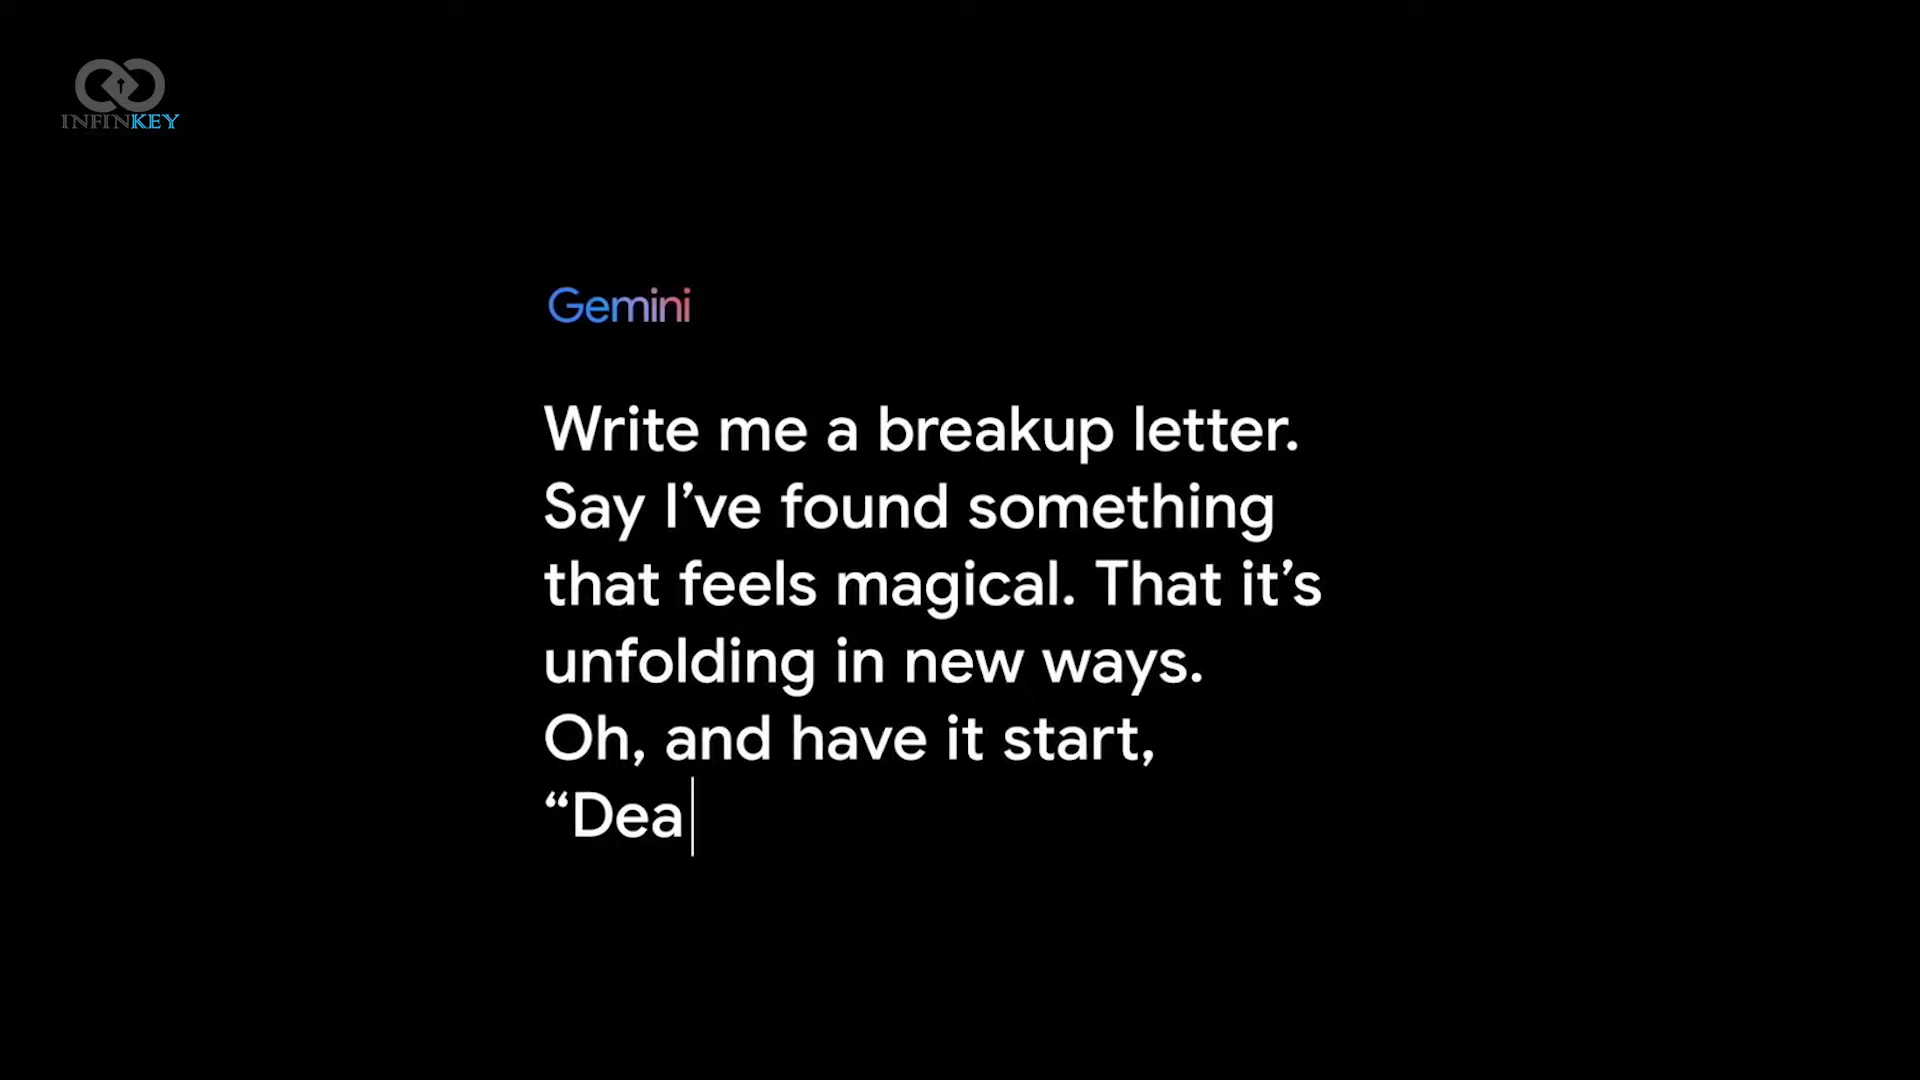 INFINKEY
Gemini
Write me a breakup letter.
Say I’ve found something
that feels magical. That it’s
unfolding in new ways.
Oh, and have it start,
“Dea